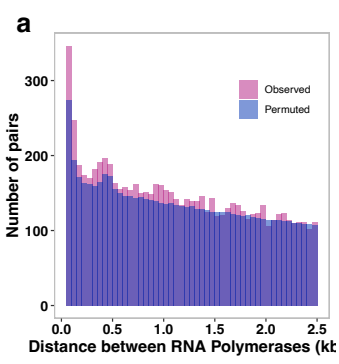 a
Number of pairs
300
200
100
0
Observed
Permuted
0.0 0.5 1.0 1.5 2.0 2.5
Distance between RNA Polymerases (kb